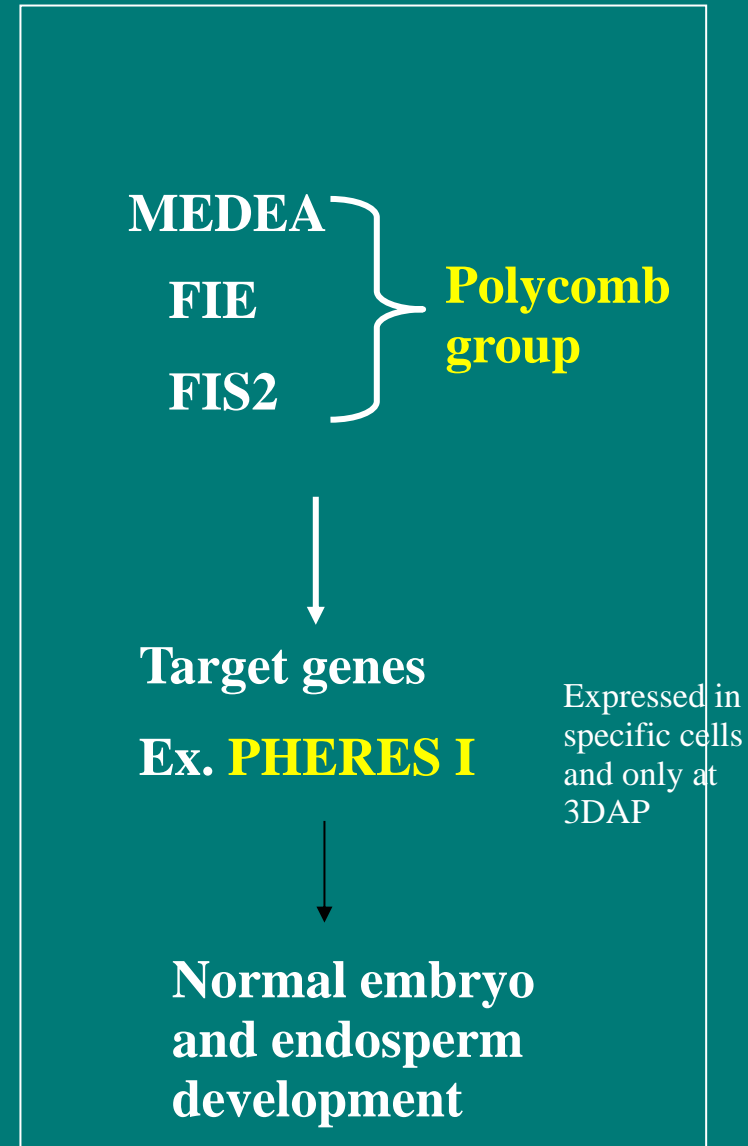 MEDEA
FIE
FIS2
Polycomb
group
Target genes
Ex. PHERES I
Expressed in
specific cells
and only at
3DAP
Normal embryo
and endosperm
development